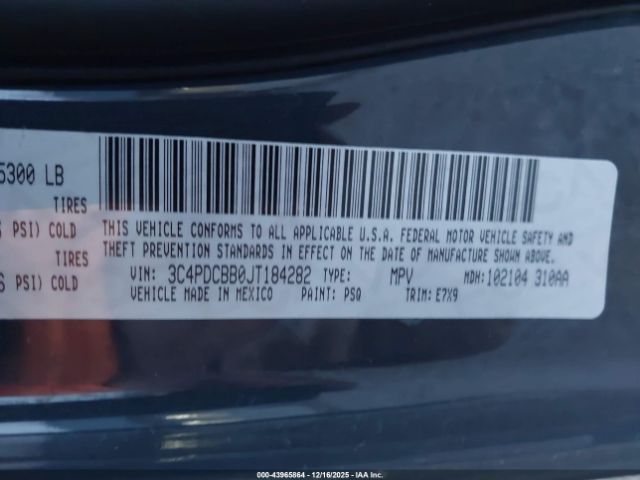 5300 LB
TIRES
PSI) COLD
TIRES
PSI) COLD
THIS VEHICLE CONFORMS TO ALL APPLICABLE U.S.A. FEDERAL MOTOR VEHICLE SAFETY AND
THEFT PREVENTION STANDARDS IN EFFECT ON THE DATE OF MANUFACTURE SHOWN ABOVE.
VIN: 3C4PDCBB0JT184282 TYPE: MPV MDH: 102104 310AA
VEHICLE MADE IN MEXICO PAINT: PSQ TRIM: E7X9
000-43965864 - 12/16/2025 - IAA Inc.